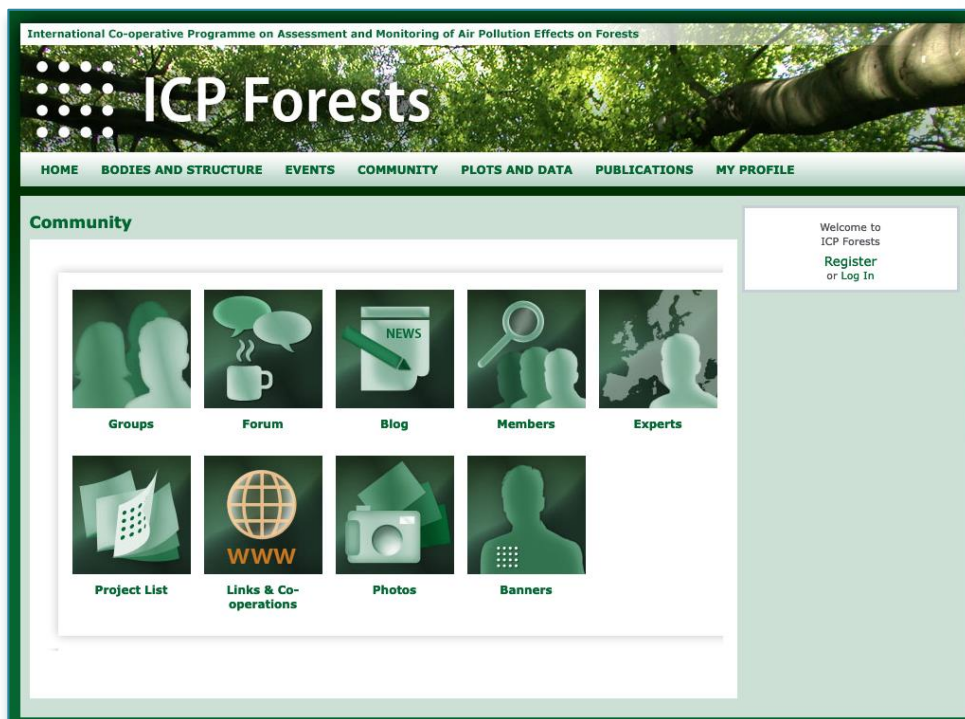 International Co-operative Programme on Assessment and Monitoring of Air Pollution Effects on Forests
ICP Forests
HOME BODIES AND STRUCTURE EVENTS COMMUNITY PLOTS AND DATA PUBLICATIONS MY PROFILE
Community
Welcome to
ICP Forests
Register
or Log In
NEWS
Groups Forum Blog Members Experts
WWW
Project List Links & Co-
operations Photos Banners